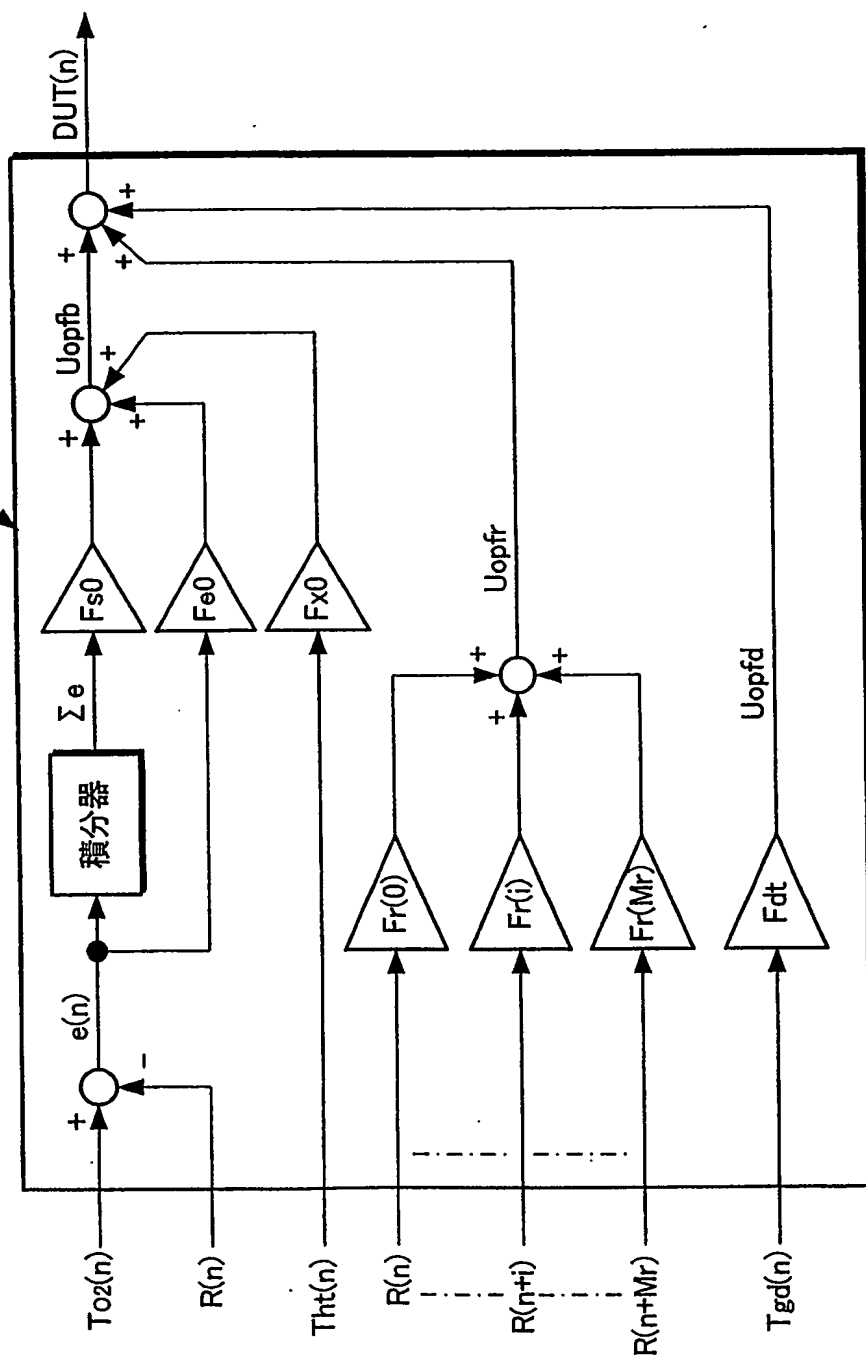 TO2(n)
R(n)
Tht(n)
R(n)
R(n+i)
R(n+Mr)
Tgd(n)
+
-
e(n)
積分器
Σe
Fs0
Fe0
Fx0
+
+
+
Uopfb
Fr(0)
Fr(i)
Fr(Mr)
+
+
+
Uopfr
Fdt
Uopfd
+
+
+
DUT(n)